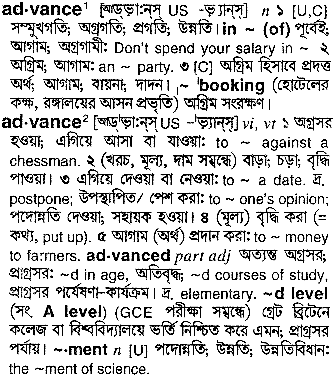 ad·vance¹ [অ্যাড্ভা:ন্স্ US -ভ্যান্স্] n ১ [U,C]
সম্মুখগতি; অগ্রগতি; প্রগতি; উন্নতি। in ~ (of) পূর্বেই;
আগাম; অগ্রগামী: Don't spend your salary in ~ ২
অগ্রিম; আগাম: an ~ party. ৩ [C] অগ্রিম হিসাবে প্রদত্ত
অর্থ; আগাম; বায়না; দাদন। ~ ˈbooking (হোটেলের
কক্ষ, রঙ্গালয়ের আসন প্রভৃতি) অগ্রিম সংরক্ষণ।
ad·vance² [অ্যাড্ভা:ন্স্ US -ভ্যান্স্] vi, vt ১ অগ্রসর
হওয়া; এগিয়ে আসা বা যাওয়া: to ~ against a
chessman. ২ (খরচ, মূল্য, দাম সম্বন্ধে) বাড়া; চড়া; বৃদ্ধি
পাওয়া। ৩ এগিয়ে দেওয়া বা নেওয়া: to ~ a date. দ্র.
postpone; উপস্থাপিত/ পেশ করা: to ~ one's opinion;
পদোন্নতি দেওয়া; সহায়ক হওয়া। ৪ (মূল্য) বৃদ্ধি করা (=
কথ্য, put up). ৫ আগাম (অর্থ) প্রদান করা: to ~ money
to farmers. ad·vanced part adj অত্যন্ত অগ্রসর;
প্রাগ্রসর: ~d in age, অতিবৃদ্ধ; ~d courses of study,
প্রাগ্রসর পর্যেষণা-কার্যক্রম। দ্র. elementary. ~d level
(সং. A level) (GCE পরীক্ষা সম্বন্ধে) গ্রেট ব্রিটেনে
কলেজ বা বিশ্ববিদ্যালয়ে ভর্তি নিশ্চিত করে এমন; প্রাগ্রসর
পর্যায়। ~·ment n [U] পদোন্নতি; উন্নতি; উন্নতিবিধান:
the ~ment of science.